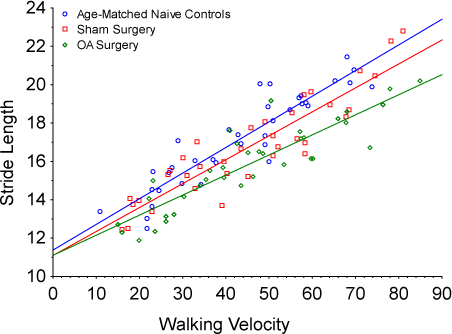 24
22
20
18
16
14
12
10
Stride Length
Age-Matched Naive Controls
Sham Surgery
OA Surgery
0 10 20 30 40 50 60 70 80 90
Walking Velocity